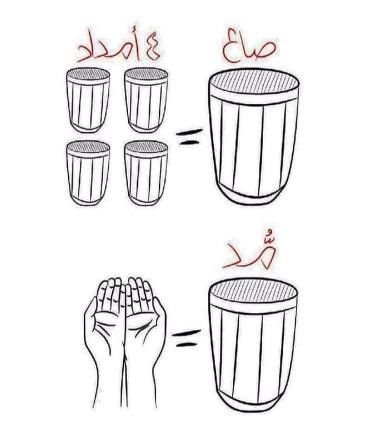 صاع = ٤ أمداد
مُّد =